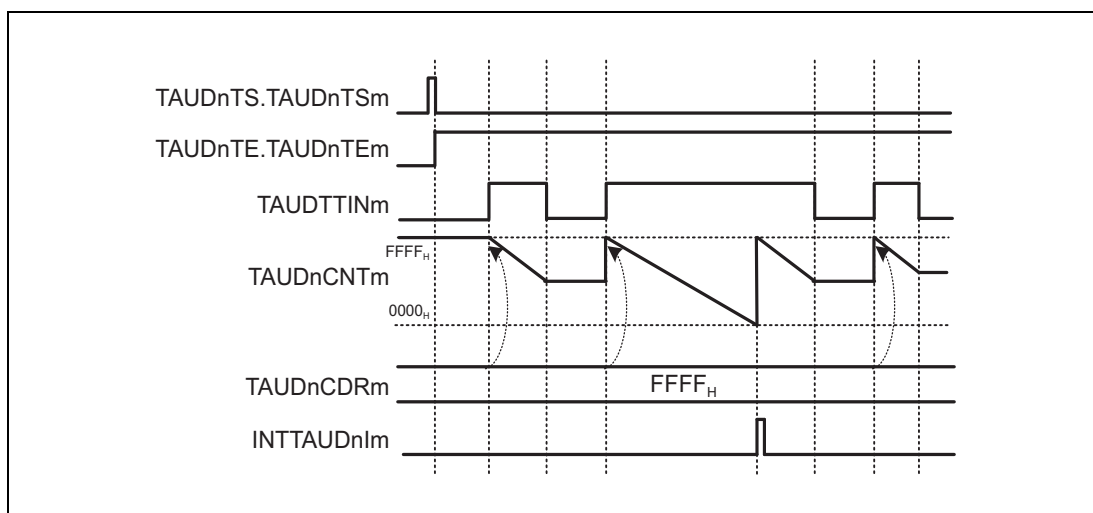 TAUDnTS.TAUDnTSm
TAUDnTE.TAUDnTEm
TAUDTTINm
FFFFH
TAUDnCNTm
0000H
TAUDnCDRm
FFFFH
INTTAUDnIm